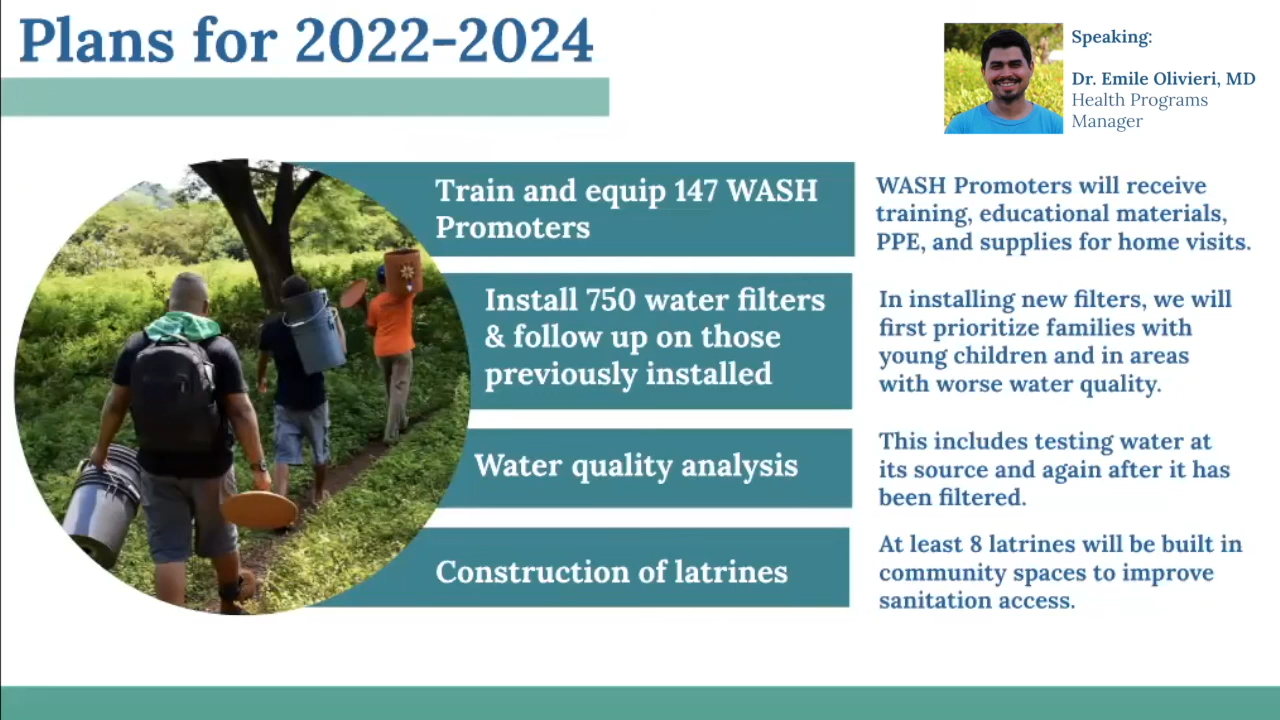 Plans for 2022-2024
Speaking:
Dr. Emile Olivieri, MD
Health Programs
Manager
Train and equip 147 WASH
Promoters
WASH Promoters will receive
training, educational materials,
PPE, and supplies for home visits.
Install 750 water filters
& follow up on those
previously installed
In installing new filters, we will
first prioritize families with
young children and in areas
with worse water quality.
Water quality analysis
This includes testing water at
its source and again after it has
been filtered.
Construction of latrines
At least 8 latrines will be built in
community spaces to improve
sanitation access.